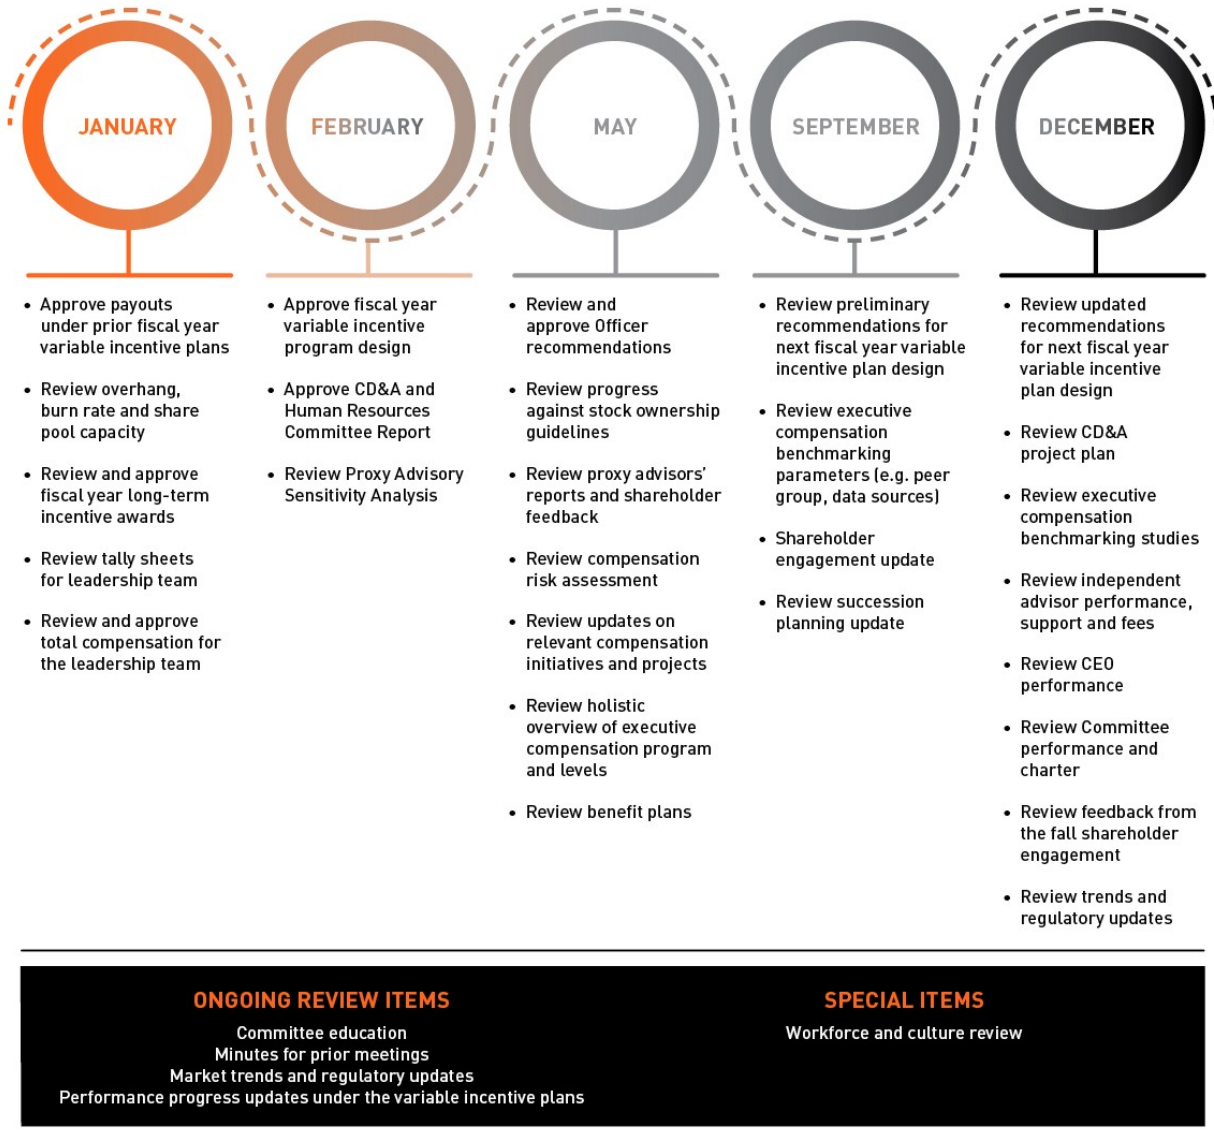 JANUARY
FEBRUARY
MAY
SEPTEMBER
DECEMBER
• Approve payouts
under prior fiscal year
variable incentive plans
• Review overhang,
burn rate and share
pool capacity
• Review and approve
fiscal year long-term
incentive awards
• Review tally sheets
for leadership team
• Review and approve
total compensation for
the leadership team
• Approve fiscal year
variable incentive
program design
• Approve CD&A and
Human Resources
Committee Report
• Review Proxy Advisory
Sensitivity Analysis
• Review and
approve Officer
recommendations
• Review progress
against stock ownership
guidelines
• Review proxy advisors’
reports and shareholder
feedback
• Review compensation
risk assessment
• Review updates on
relevant compensation
initiatives and projects
• Review holistic
overview of executive
compensation program
and levels
• Review benefit plans
• Review preliminary
recommendations for
next fiscal year variable
incentive plan design
• Review executive
compensation
benchmarking
parameters (e.g. peer
group, data sources)
• Shareholder
engagement update
• Review succession
planning update
• Review updated
recommendations
for next fiscal year
variable incentive
plan design
• Review CD&A
project plan
• Review executive
compensation
benchmarking studies
• Review independent
advisor performance,
support and fees
• Review CEO
performance
• Review Committee
performance and
charter
• Review feedback from
the fall shareholder
engagement
• Review trends and
regulatory updates
ONGOING REVIEW ITEMS
Committee education
Minutes for prior meetings
Market trends and regulatory updates
Performance progress updates under the variable incentive plans
SPECIAL ITEMS
Workforce and culture review